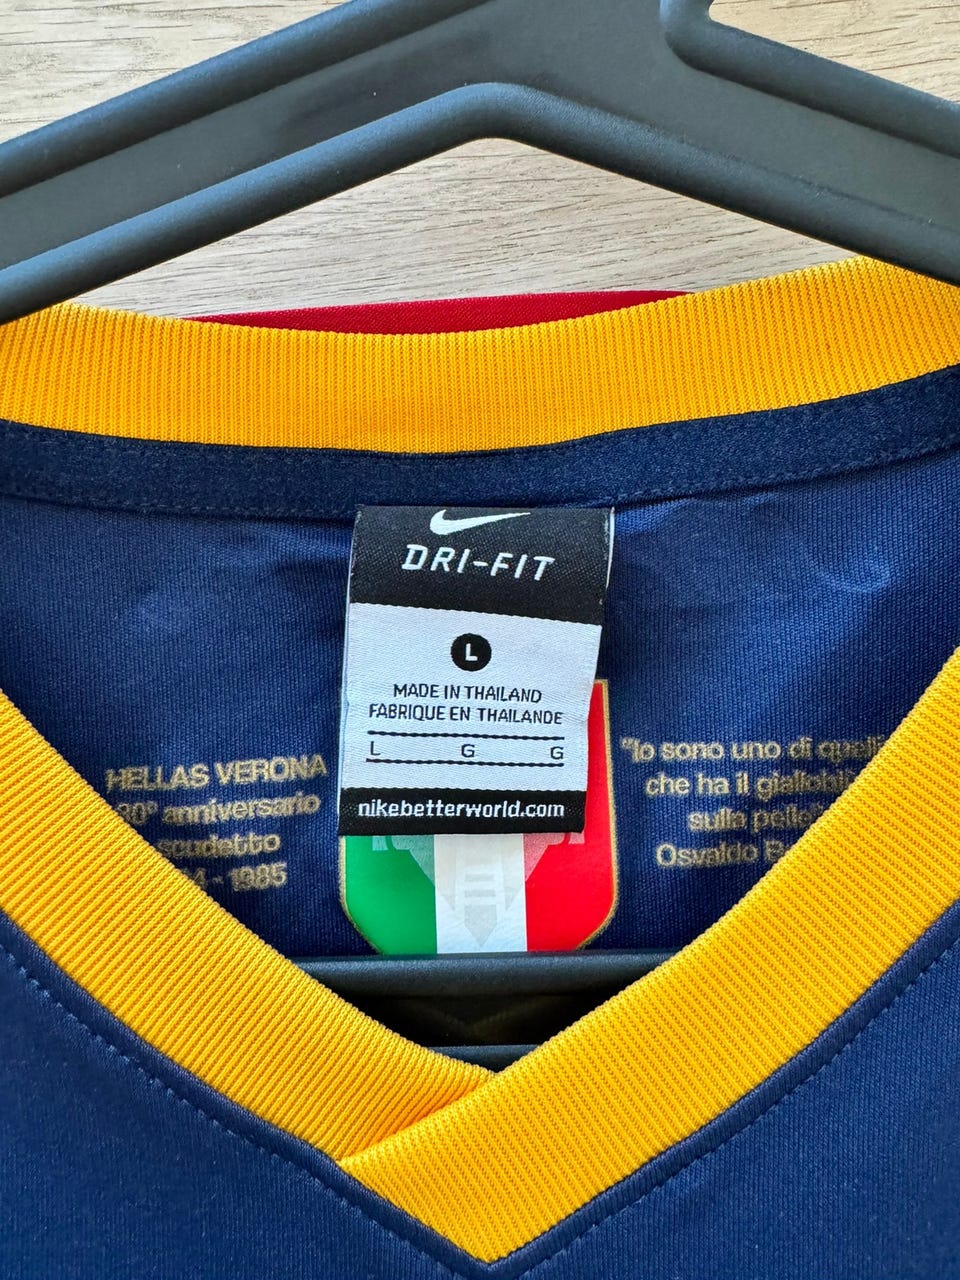 DRI-FIT
L
MADE IN THAILAND
FABRIQUE EN THAILANDE
L G G
nikebetterworld.com
HELLAS VERONA
anniversario
scudetto
- 1985
"Io sono uno di quelli
che ha il
sulla
Osvaldo